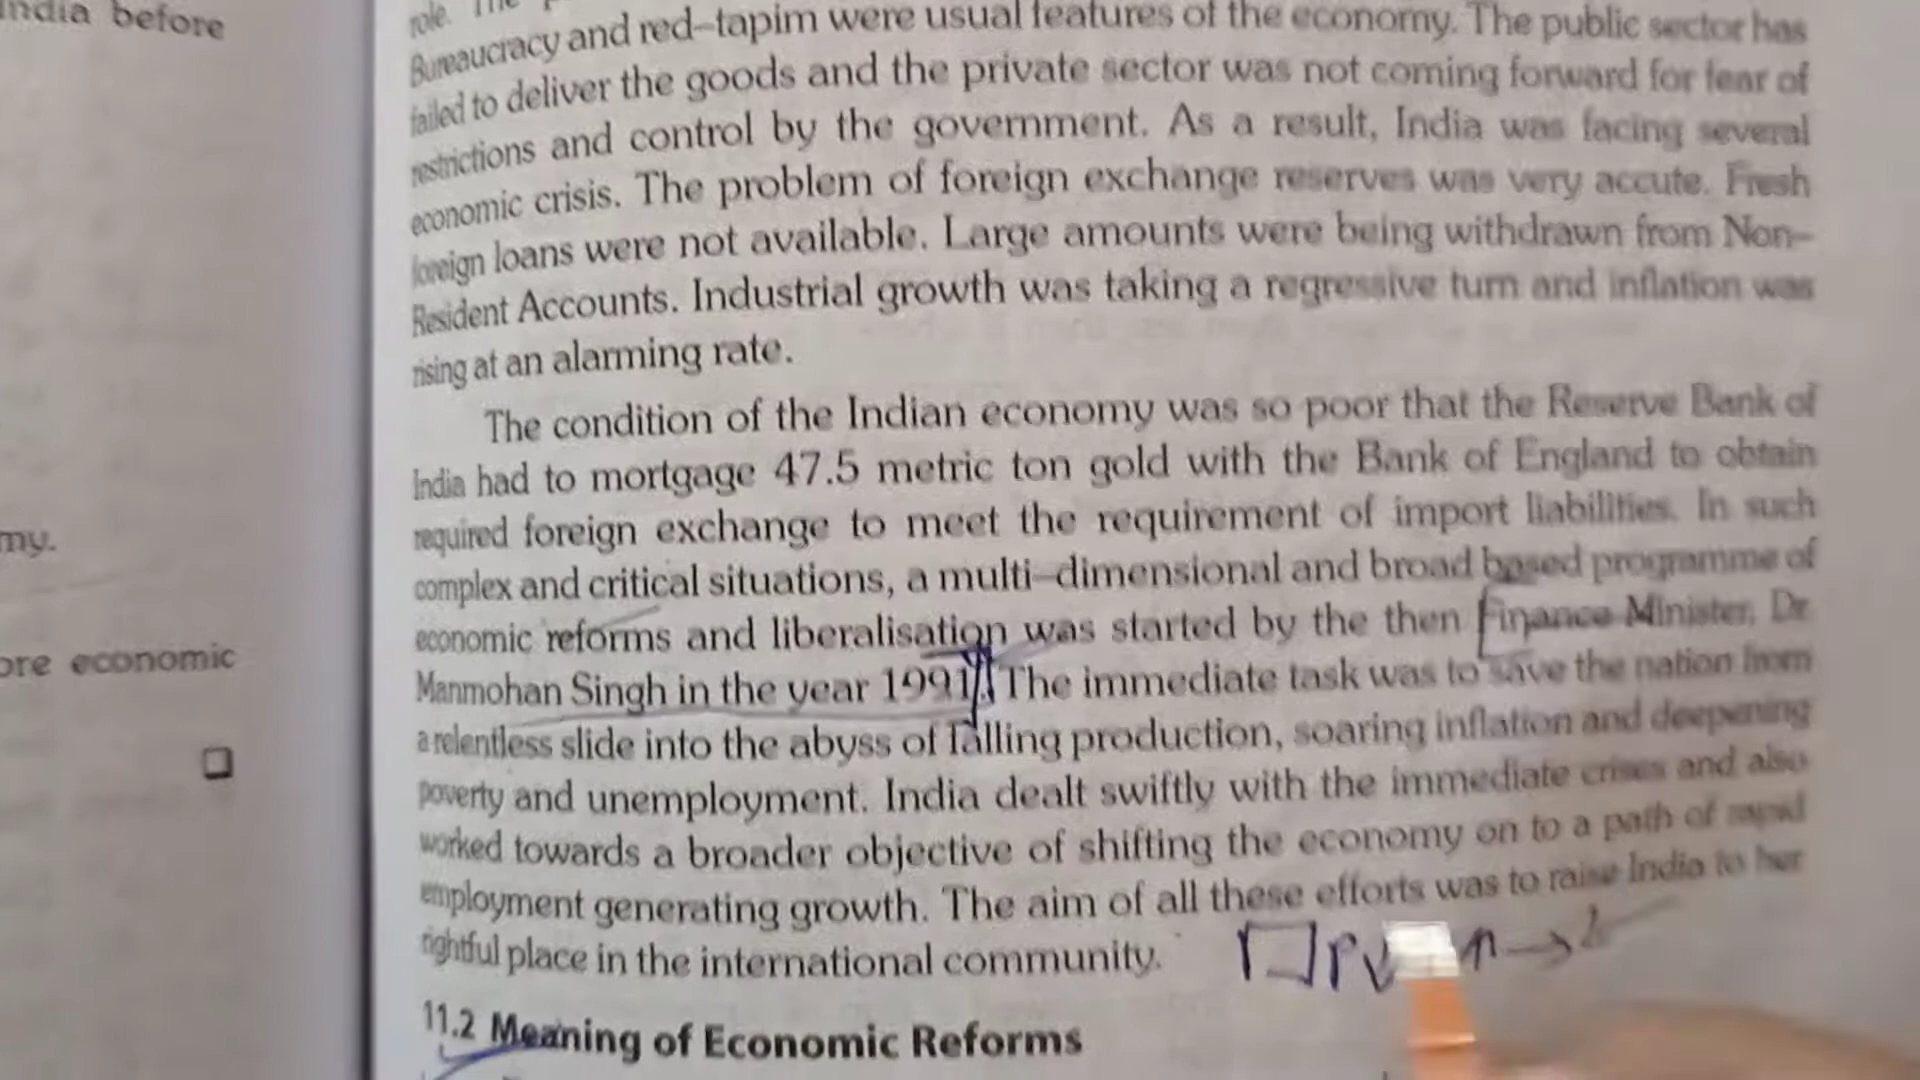 india before
my.
ore economic
role. The
Bureaucracy and red-tapim were usual features of the economy. The public sector has
failed to deliver the goods and the private sector was not coming forward for fear of
restrictions and control by the government. As a result, India was facing several
economic crisis. The problem of foreign exchange reserves was very accute. Fresh
foreign loans were not available. Large amounts were being withdrawn from Non-
Resident Accounts. Industrial growth was taking a regressive turn and inflation was
rising at an alarming rate.
The condition of the Indian economy was so poor that the Reserve Bank of
India had to mortgage 47.5 metric ton gold with the Bank of England to obtain
required foreign exchange to meet the requirement of import liabilities. In such
complex and critical situations, a multi-dimensional and broad based programme of
economic reforms and liberalisation was started by the then Finance Minister, Dr.
Manmohan Singh in the year 1991. The immediate task was to save the nation from
a relentless slide into the abyss of falling production, soaring inflation and deepening
poverty and unemployment. India dealt swiftly with the immediate crises and also
worked towards a broader objective of shifting the economy on to a path of rapid
employment generating growth. The aim of all these efforts was to raise India to her
rightful place in the international community.
11.2 Meaning of Economic Reforms